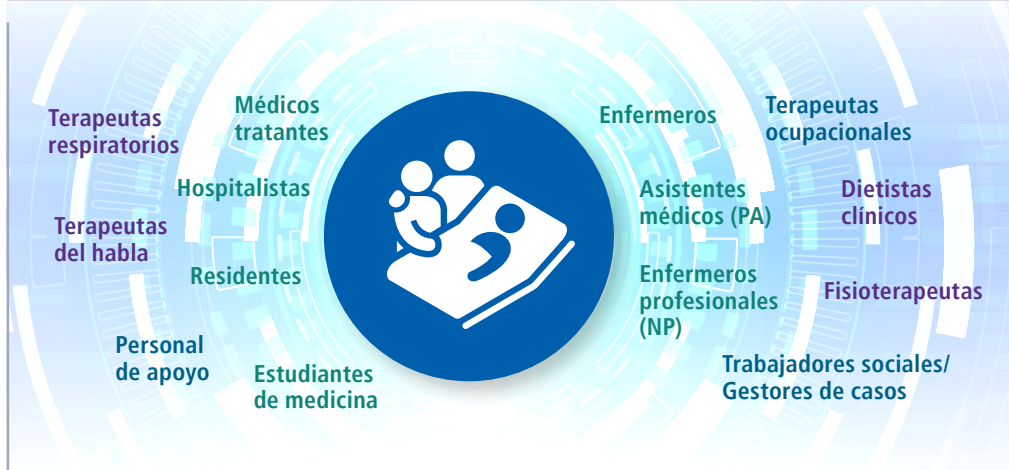 Terapeutas
respiratorios
Médicos
tratantes
Hospitalistas
Terapeutas
del habla
Residentes
Personal
de apoyo
Estudiantes
de medicina
Enfermeros
Terapeutas
ocupacionales
Asistentes
médicos (PA)
Dietistas
clínicos
Enfermeros
profesionales
(NP)
Fisioterapeutas
Trabajadores sociales/
Gestores de casos